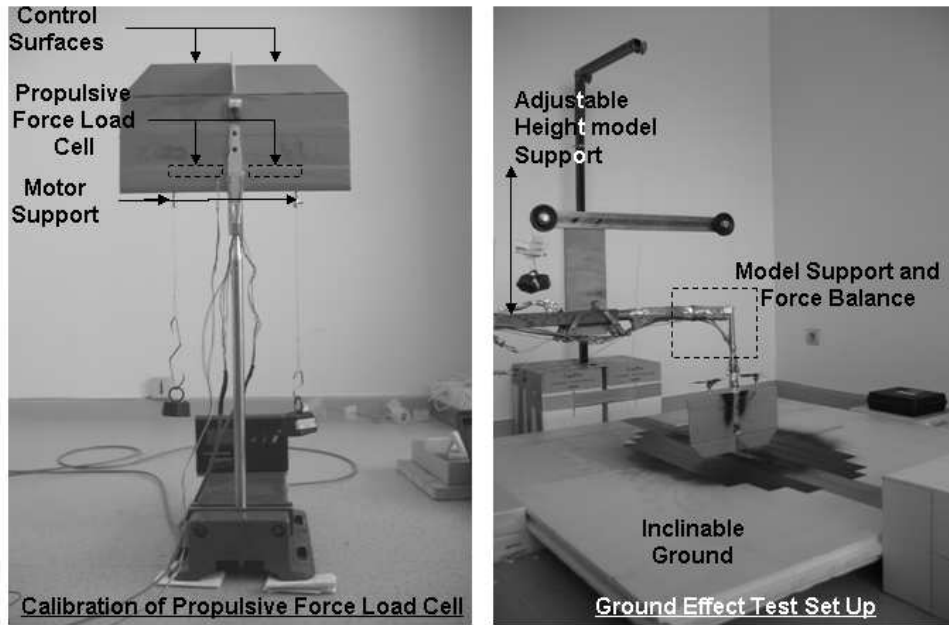 Control
Surfaces
Propulsive
Force Load
Cell
Motor
Support
Calibration of Propulsive Force Load Cell
Adjustable
Height model
Support
Model Support and
Force Balance
Inclinable
Ground
Ground Effect Test Set Up